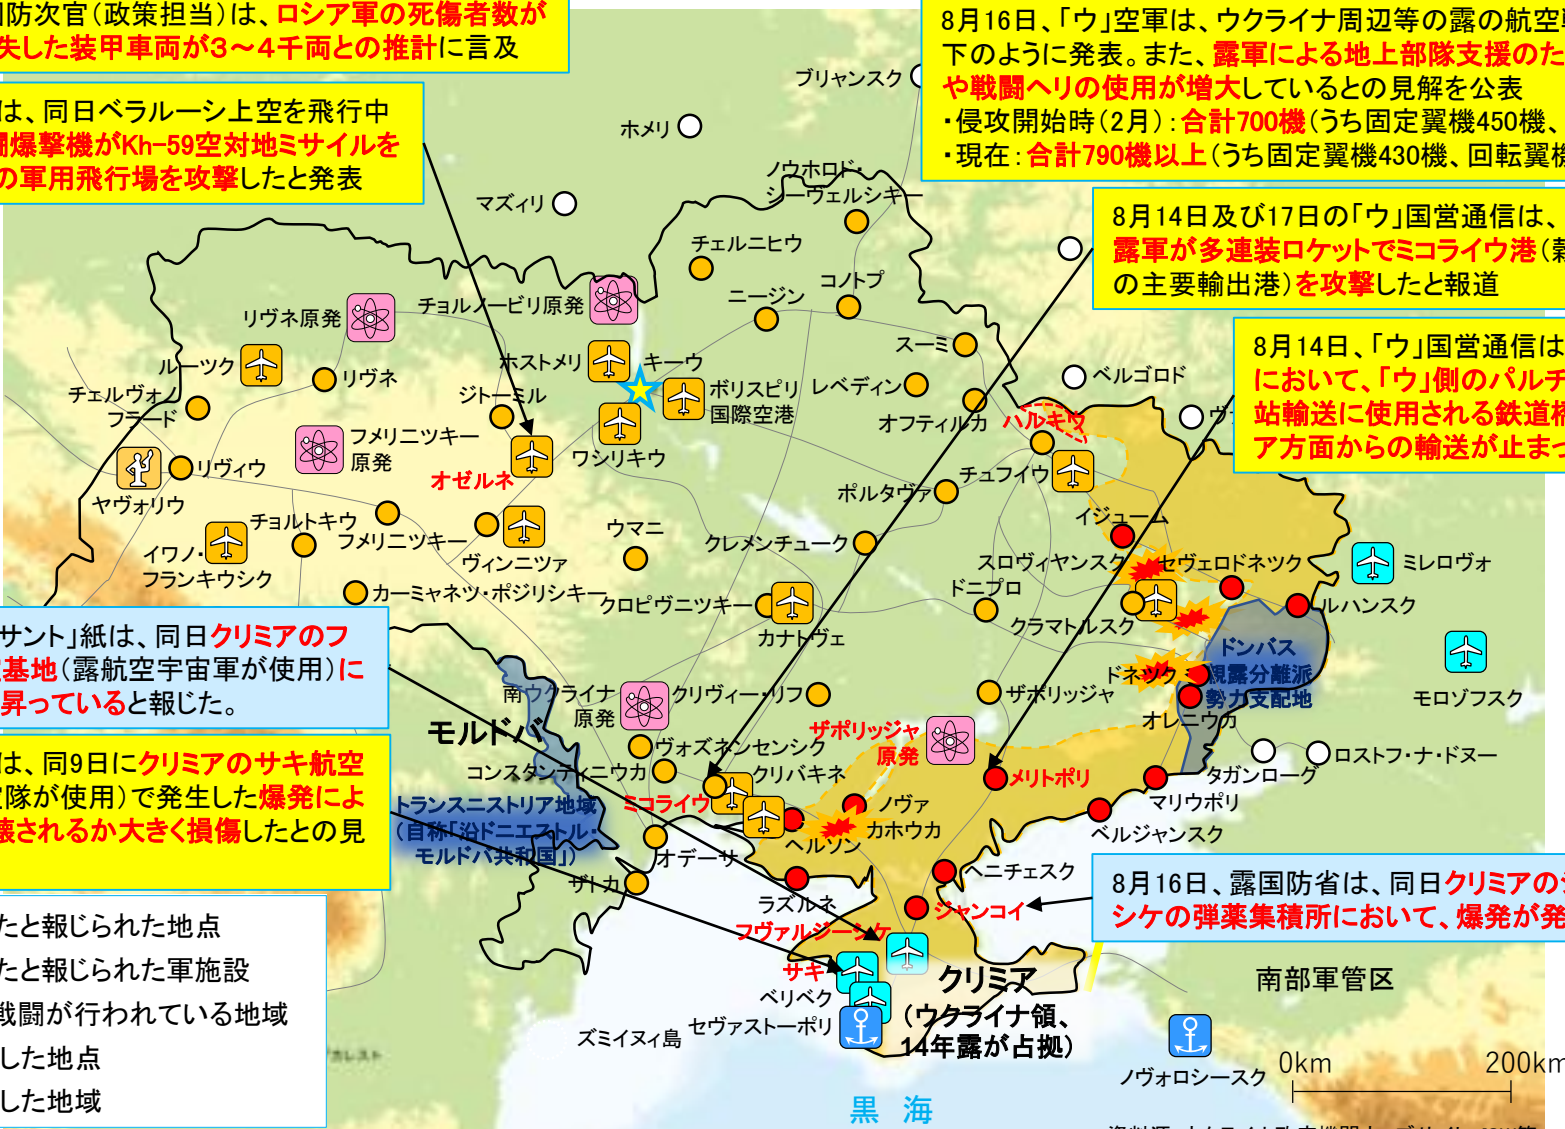 国防次官（政策担当）は、ロシア軍の死傷者数が
失した装甲車両が３～４千両との推計に言及
は、同日ベラルーシ上空を飛行中
闘爆撃機がKh-59空対地ミサイルを
の軍用飛行場を攻撃したと発表
8月16日、「ウ」空軍は、ウクライナ周辺等の露の航空戦
下のように発表。また、露軍による地上部隊支援のた
や戦闘ヘリの使用が増大しているとの見解を公表
・侵攻開始時（2月）：合計700機（うち固定翼機450機、
・現在：合計790機以上（うち固定翼機430機、回転翼機
8月14日及び17日の「ウ」国営通信は、
露軍が多連装ロケットでミコライウ港（穀
の主要輸出港）を攻撃したと報道
8月14日、「ウ」国営通信は
において、「ウ」側のパルチ
站輸送に使用される鉄道橋
ア方面からの輸送が止まっ
ブリャンスク
ホメリ
マズィリ
ノウホロド・
シーヴェルシキー
チェルニヒウ
コノトプ
ニージン
チョルノービリ原発
リヴネ原発
スーミ
ホストメリ
キーウ
ルーツク
リヴネ
ボリスピリ
国際空港
レベディン
ベルゴロド
チェルヴォノ
フラード
ジトーミル
オフティルカ
ハルキウ
ヴ
フメリニツキー
原発
ワシリキウ
リヴィウ
オゼルネ
チュフイウ
ポルタヴァ
ヤヴォリウ
チョルトキウ
フメリニツキー
ウマニ
イジューム
イワノ・
フランキウシク
ヴィンニツァ
クレメンチューク
スロヴィヤンスク
セヴェロドネツク
ミレロヴォ
カーミャネツ・ポジリシキー
クロピヴニツキー
ドニプロ
ルハンスク
クラマトルスク
カナトヴェ
ドンバス
親露分離派
勢力支配地
ドネツク
サント」紙は、同日クリミアのフ
空基地（露航空宇宙軍が使用）に
昇っていると報じた。
南ウクライナ
原発
クリヴィー・リフ
ザポリッジャ
モロゾフスク
オレニウカ
モルドバ
ザポリッジャ
原発
ヴォズネンセンシク
コンスタンティニウカ
クリバキネ
メリトポリ
タガンローグ
ロストフ・ナ・ドヌー
は、同9日にクリミアのサキ航空
空隊が使用）で発生した爆発によ
壊されるか大きく損傷したとの見
トランスニストリア地域
（自称「沿ドニエストル・
モルドバ共和国」）
ミコライウ
ノヴァ
カホウカ
マリウポリ
ベルジャンスク
ヘルソン
オデーサ
ザトカ
ヘニチェスク
8月16日、露国防省は、同日クリミアのジ
シケの弾薬集積所において、爆発が発
ラズルネ
ジャンコイ
フヴァルジーシケ
たと報じられた地点
たと報じられた軍施設
戦闘が行われている地域
した地点
した地域
サキ
ベリベク
セヴァストーポリ
クリミア
（ウクライナ領、
14年露が占拠）
南部軍管区
ズミイヌィ島
カレスト
ノヴォロシースク
0km
200km
黒　海